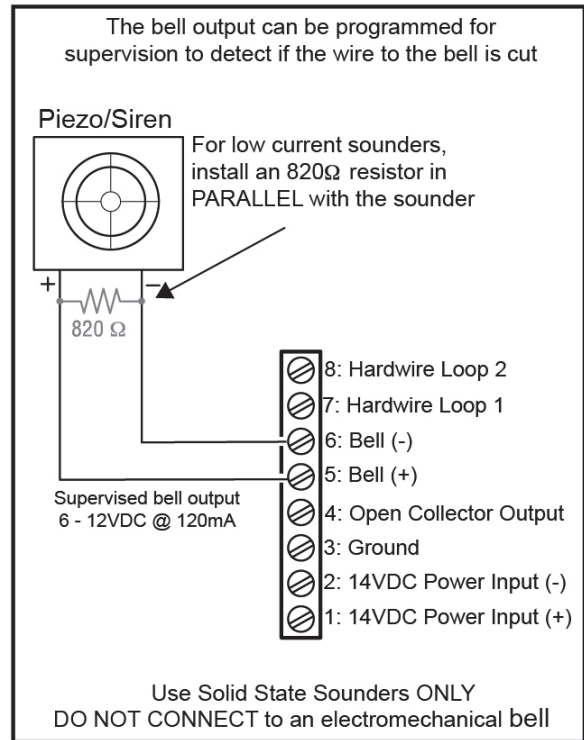 The bell output can be programmed for
supervision to detect if the wire to the bell is cut
Piezo/Siren
For low current sounders,
install an 820Ω resistor in
PARALLEL with the sounder
+
−
820 Ω
8: Hardwire Loop 2
7: Hardwire Loop 1
6: Bell (-)
5: Bell (+)
Supervised bell output
6 - 12VDC @ 120mA
4: Open Collector Output
3: Ground
2: 14VDC Power Input (-)
1: 14VDC Power Input (+)
Use Solid State Sounders ONLY
DO NOT CONNECT to an electromechanical bell